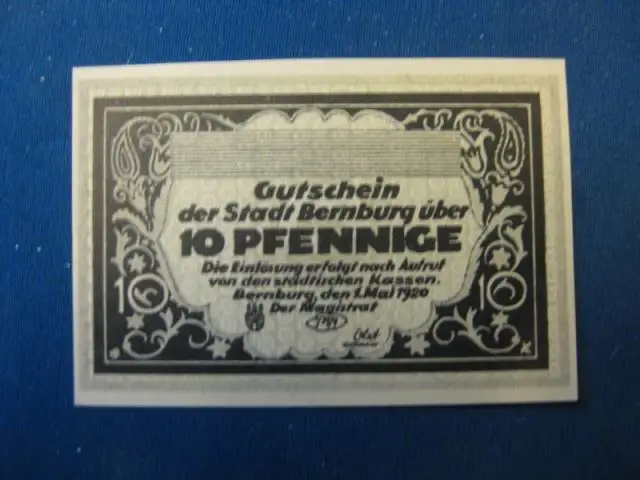 Gutschein
der Stadt Bernburg über
10 PFENNIGE
Die Einlösung erfolgt nach Aufruf
von den städtischen Kassen.
Bernburg, den 1. Mai 1920
10 Der Magistrat 10